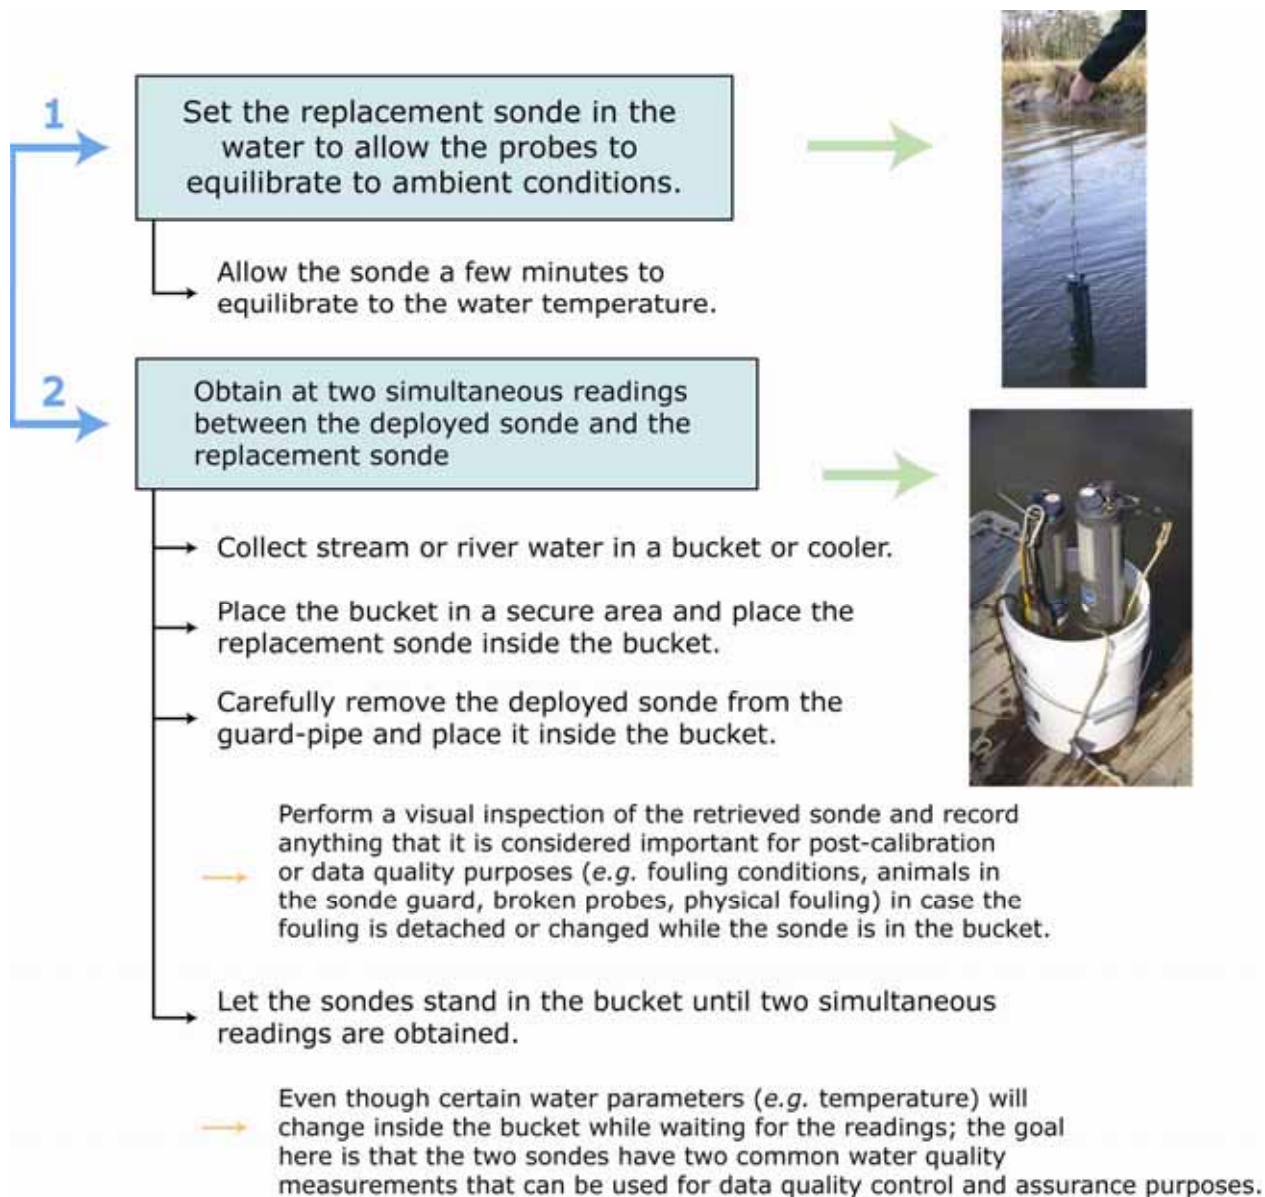 1
Set the replacement sonde in the
water to allow the probes to
equilibrate to ambient conditions.
Allow the sonde a few minutes to
equilibrate to the water temperature.
2
Obtain at two simultaneous readings
between the deployed sonde and the
replacement sonde
Collect stream or river water in a bucket or cooler.
Place the bucket in a secure area and place the
replacement sonde inside the bucket.
Carefully remove the deployed sonde from the
guard-pipe and place it inside the bucket.
Perform a visual inspection of the retrieved sonde and record
anything that it is considered important for post-calibration
or data quality purposes (e.g. fouling conditions, animals in
the sonde guard, broken probes, physical fouling) in case the
fouling is detached or changed while the sonde is in the bucket.
Let the sondes stand in the bucket until two simultaneous
readings are obtained.
Even though certain water parameters (e.g. temperature) will
change inside the bucket while waiting for the readings; the goal
here is that the two sondes have two common water quality
measurements that can be used for data quality control and assurance purposes.